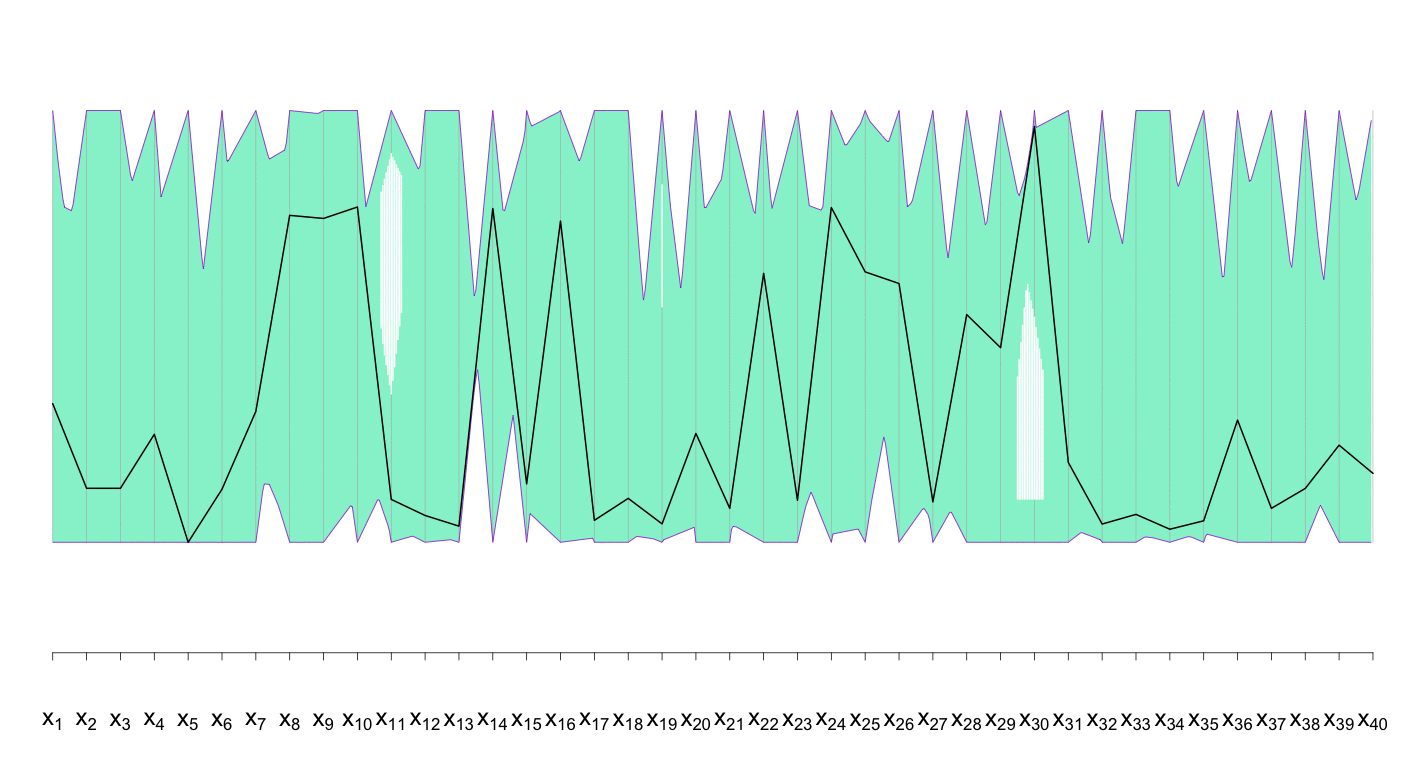 x₁ x₂ x₃ x₄ x₅ x₆ x₇ x₈ x₉ x₁₀ x₁₁ x₁₂ x₁₃ x₁₄ x₁₅ x₁₆ x₁₇ x₁₈ x₁₉ x₂₀ x₂₁ x₂₂ x₂₃ x₂₄ x₂₅ x₂₆ x₂₇ x₂₈ x₂₉ x₃₀ x₃₁ x₃₂ x₃₃ x₃₄ x₃₅ x₃₆ x₃₇ x₃₈ x₃₉ x₄₀